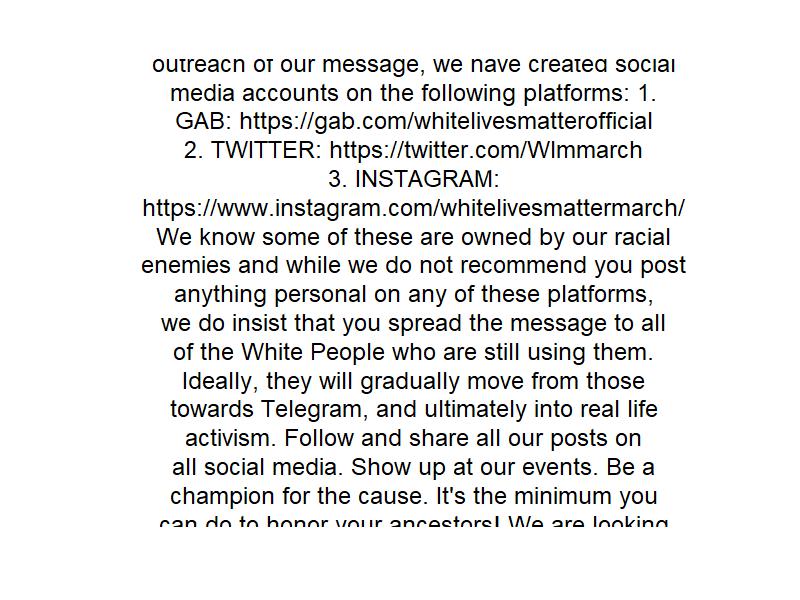 outreach of our message, we have created social
media accounts on the following platforms: 1.
GAB: https://gab.com/whitelivesmatterofficial
2. TWITTER: https://twitter.com/Wlmmarch
3. INSTAGRAM:
https://www.instagram.com/whitelivesmattermarch/
We know some of these are owned by our racial
enemies and while we do not recommend you post
anything personal on any of these platforms,
we do insist that you spread the message to all
of the White People who are still using them.
Ideally, they will gradually move from those
towards Telegram, and ultimately into real life
activism. Follow and share all our posts on
all social media. Show up at our events. Be a
champion for the cause. It's the minimum you
can do to honor your ancestors! We are looking